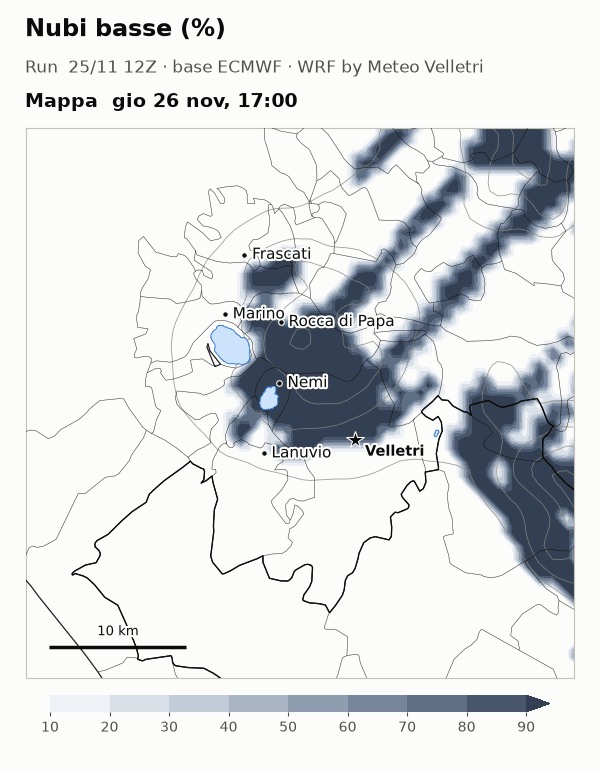 Nubi basse (%)
Run  25/11 12Z · base ECMWF · WRF by Meteo Velletri
Mappa  gio 26 nov, 17:00
Frascati
Marino
Rocca di Papa
Nemi
Velletri
Lanuvio
10 km
10 20 30 40 50 60 70 80 90